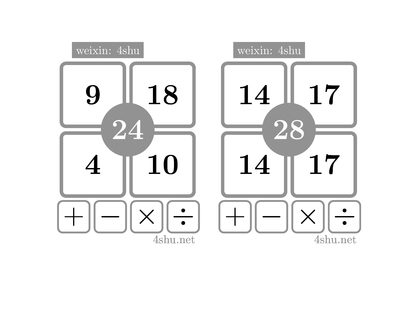 weixin: 4shu
9 18
24
4 10
+ − × ÷
4shu.net
weixin: 4shu
14 17
28
14 17
+ − × ÷
4shu.net